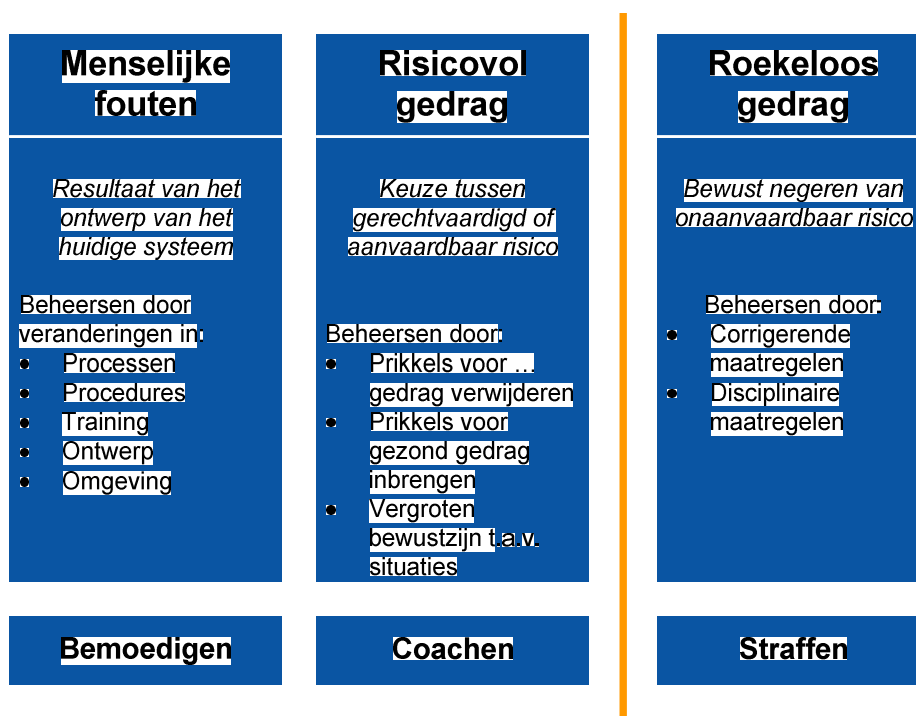 Menselijke
fouten
Resultaat van het
ontwerp van het
huidige systeem
Beheersen door
veranderingen in:
• Processen
• Procedures
• Training
• Ontwerp
• Omgeving
Bemoedigen
Risicovol
gedrag
Keuze tussen
gerechtvaardigd of
aanvaardbaar risico
Beheersen door:
• Prikkels voor …
gedrag verwijderen
• Prikkels voor
gezond gedrag
inbrengen
• Vergroten
bewustzijn t.a.v.
situaties
Coachen
Roekeloos
gedrag
Bewust negeren van
onaanvaardbaar risico
Beheersen door:
• Corrigerende
maatregelen
• Disciplinaire
maatregelen
Straffen